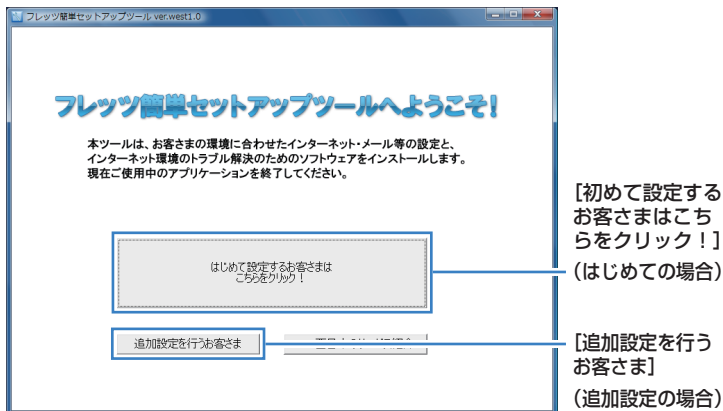 フレッツ簡単セットアップツール ver.west1.0
フレッツ簡単セットアップツールへようこそ!
本ツールは、お客さまの環境に合わせたインターネット・メール等の設定と、
インターネット環境のトラブル解決のためのソフトウェアをインストールします。
現在ご使用中のアプリケーションを終了してください。
はじめて設定するお客さまは
こちらをクリック！
追加設定を行うお客さま
［初めて設定する
お客さまはこち
らをクリック！］
（はじめての場合）
［追加設定を行う
お客さま］
（追加設定の場合）